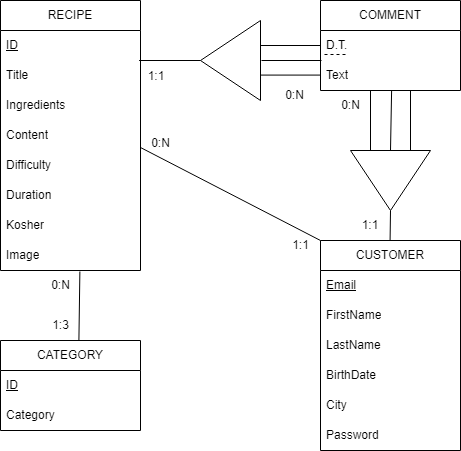 RECIPE
ID
Title
Ingredients
Content
Difficulty
Duration
Kosher
Image
1:1
0:N
COMMENT
D.T.
Text
0:N
0:N
1:1
1:1
CUSTOMER
Email
FirstName
LastName
BirthDate
City
Password
0:N
1:3
CATEGORY
ID
Category